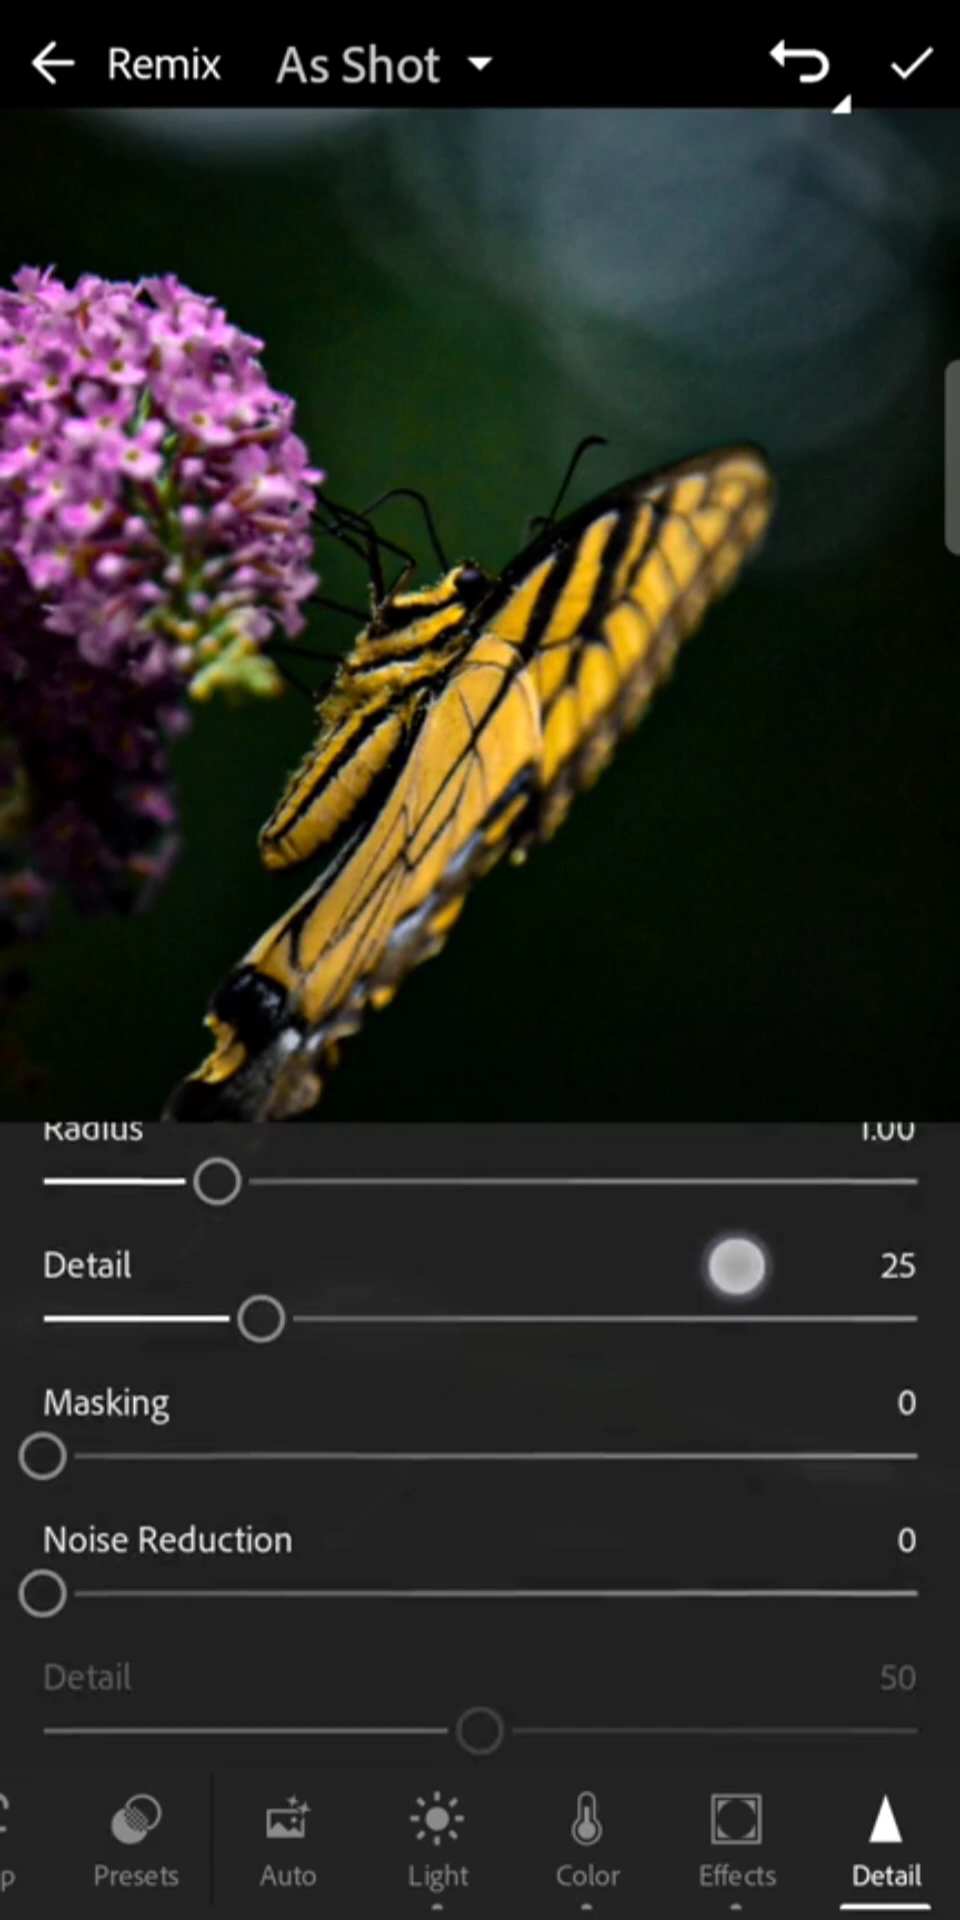 Remix As Shot
Radius 1.00
Detail 25
Masking 0
Noise Reduction 0
Detail 50
p Presets Auto Light Color Effects Detail